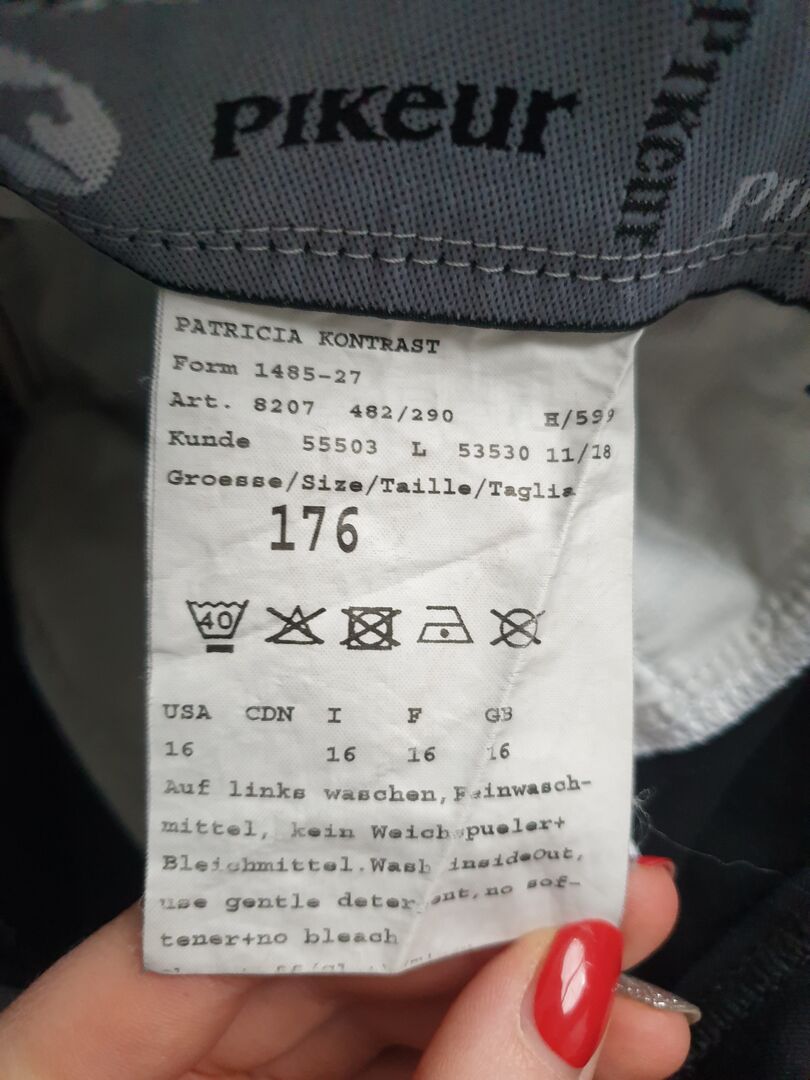 PIKEUR
PIKEUR
PATRICIA KONTRAST
Form 1485-27
Art. 8207 482/290 H/599
Kunde 55503 L 53530 11/18
Groesse/Size/Taille/Taglia
176
40
USA CDN I F GB
16 16 16 16
Auf links waschen, Feinwasch-
mittel, kein Weichspueler+
Bleichmittel. Wash insideOut,
use gentle detergent, no sof-
tener+no bleach